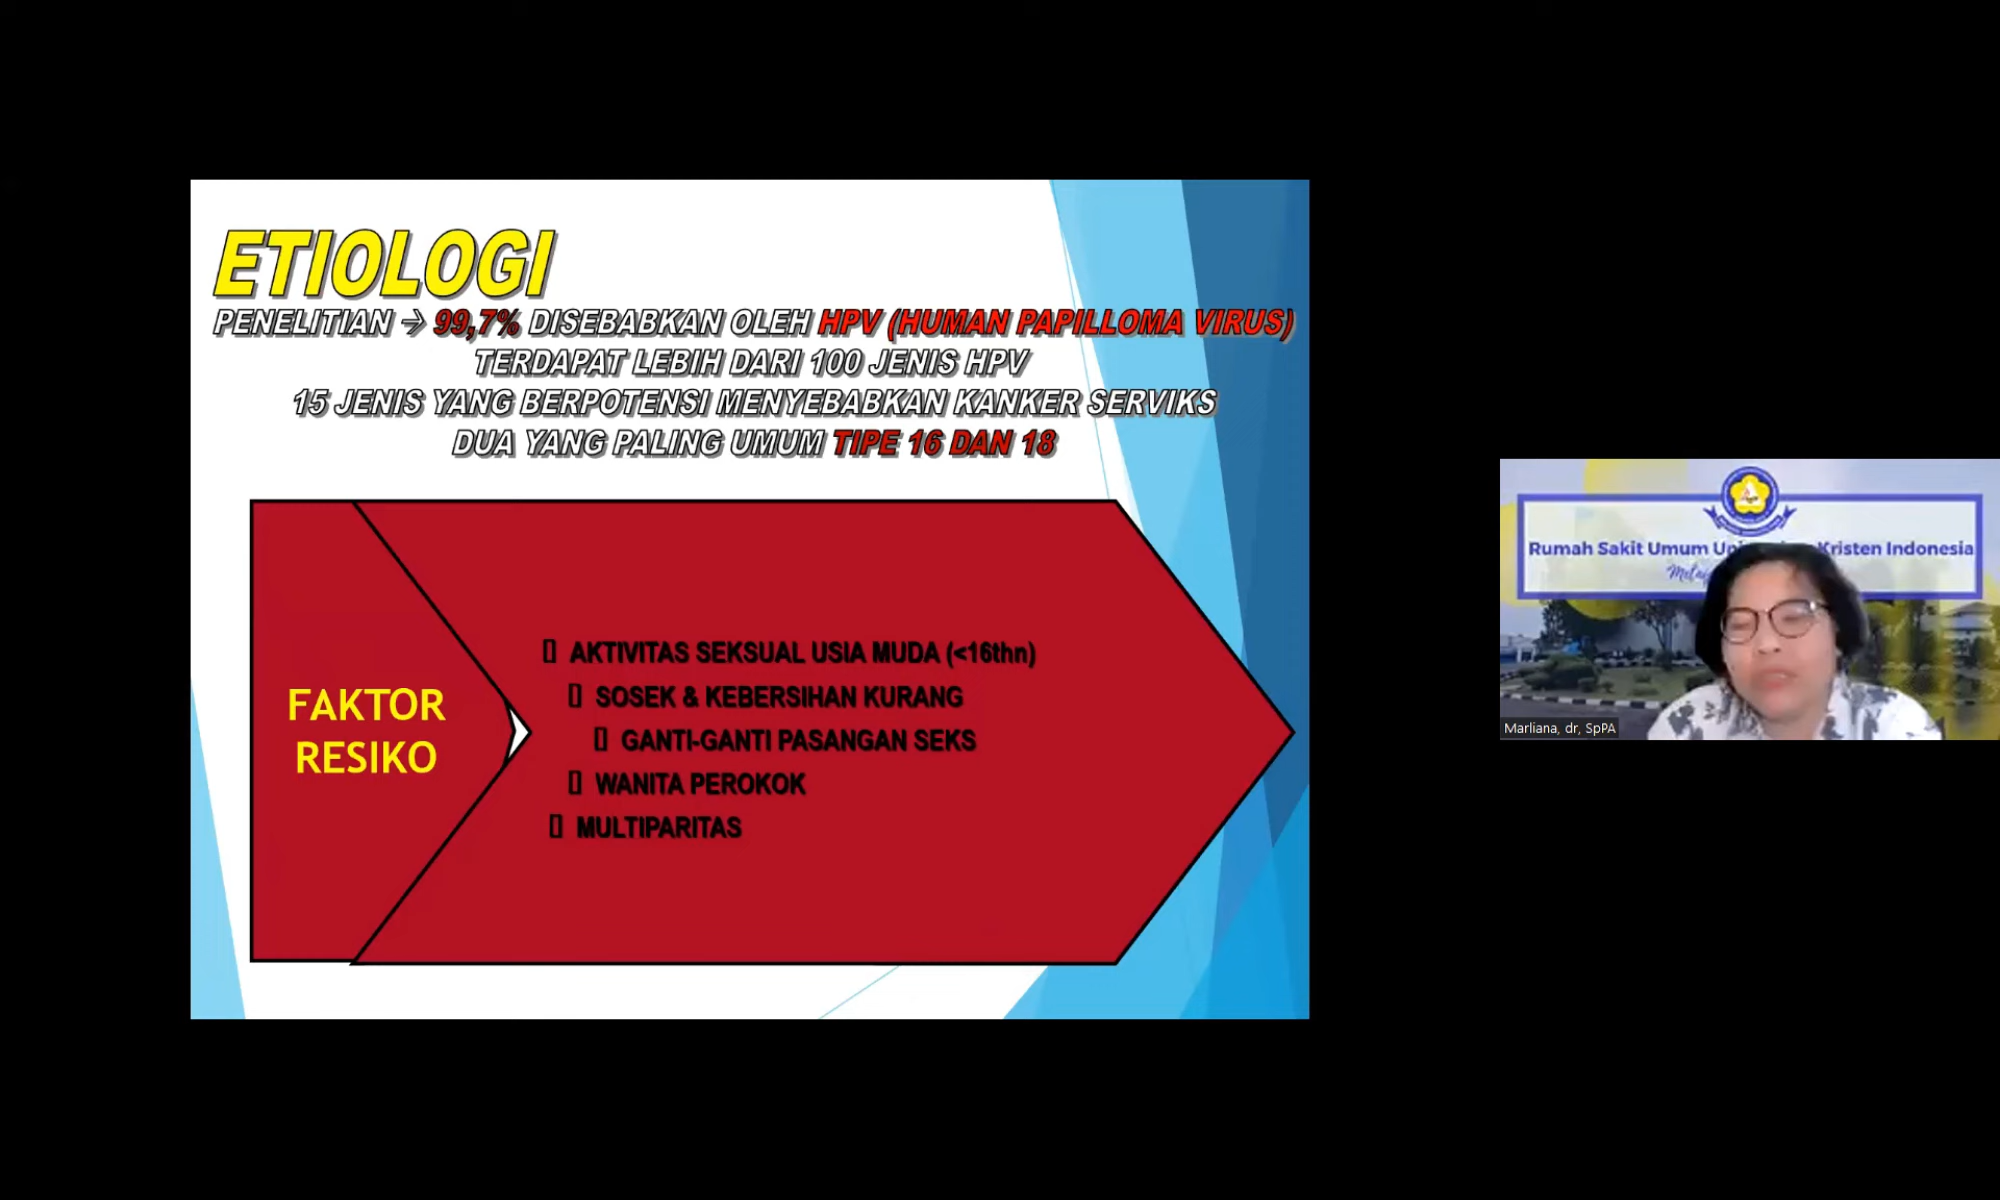 ETIOLOGI
PENELITIAN → 99,7% DISEBABKAN OLEH HPV (HUMAN PAPILLOMA VIRUS)
TERDAPAT LEBIH DARI 100 JENIS HPV
15 JENIS YANG BERPOTENSI MENYEBABKAN KANKER SERVIKS
DUA YANG PALING UMUM TIPE 16 DAN 18
FAKTOR
RESIKO
AKTIVITAS SEKSUAL USIA MUDA (<16thn)
SOSEK & KEBERSIHAN KURANG
GANTI-GANTI PASANGAN SEKS
WANITA PEROKOK
MULTIPARITAS
Rumah Sakit Umum Kristen Indonesia
Marliana, dr, SpPA